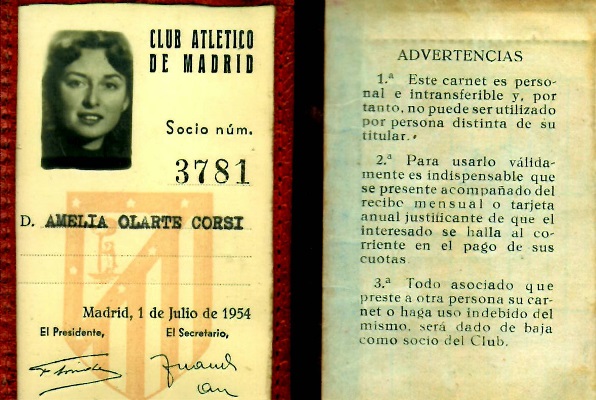 CLUB ATLETICO
DE MADRID
Socio núm.
3781
D. AMELIA OLARTE CORSI
Madrid, 1 de Julio de 1954
El Presidente, El Secretario,
ADVERTENCIAS
1.ª Este carnet es perso-
nal e intransferible y, por
tanto, no puede ser utilizado
por persona distinta de su
titular.
2.ª Para usarlo válida-
mente es indispensable que
se presente acompañado del
recibo mensual o tarjeta
anual justificante de que el
interesado se halla al co-
rriente en el pago de sus
cuotas
3.ª Todo asociado que
preste a otra persona su car-
net o haga uso indebido del
mismo, será dado de baja
como socio del Club.